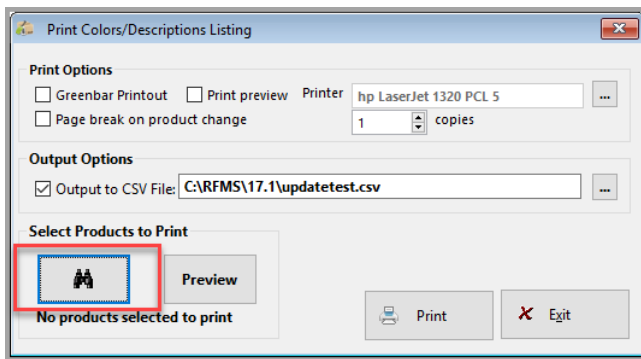 Print Colors/Descriptions Listing
Print Options
Greenbar Printout Print preview Printer hp LaserJet 1320 PCL 5 ...
Page break on product change 1 copies
Output Options
Output to CSV File: C:\RFMS\17.1\updatetest.csv ...
Select Products to Print
Preview
No products selected to print
Print Exit